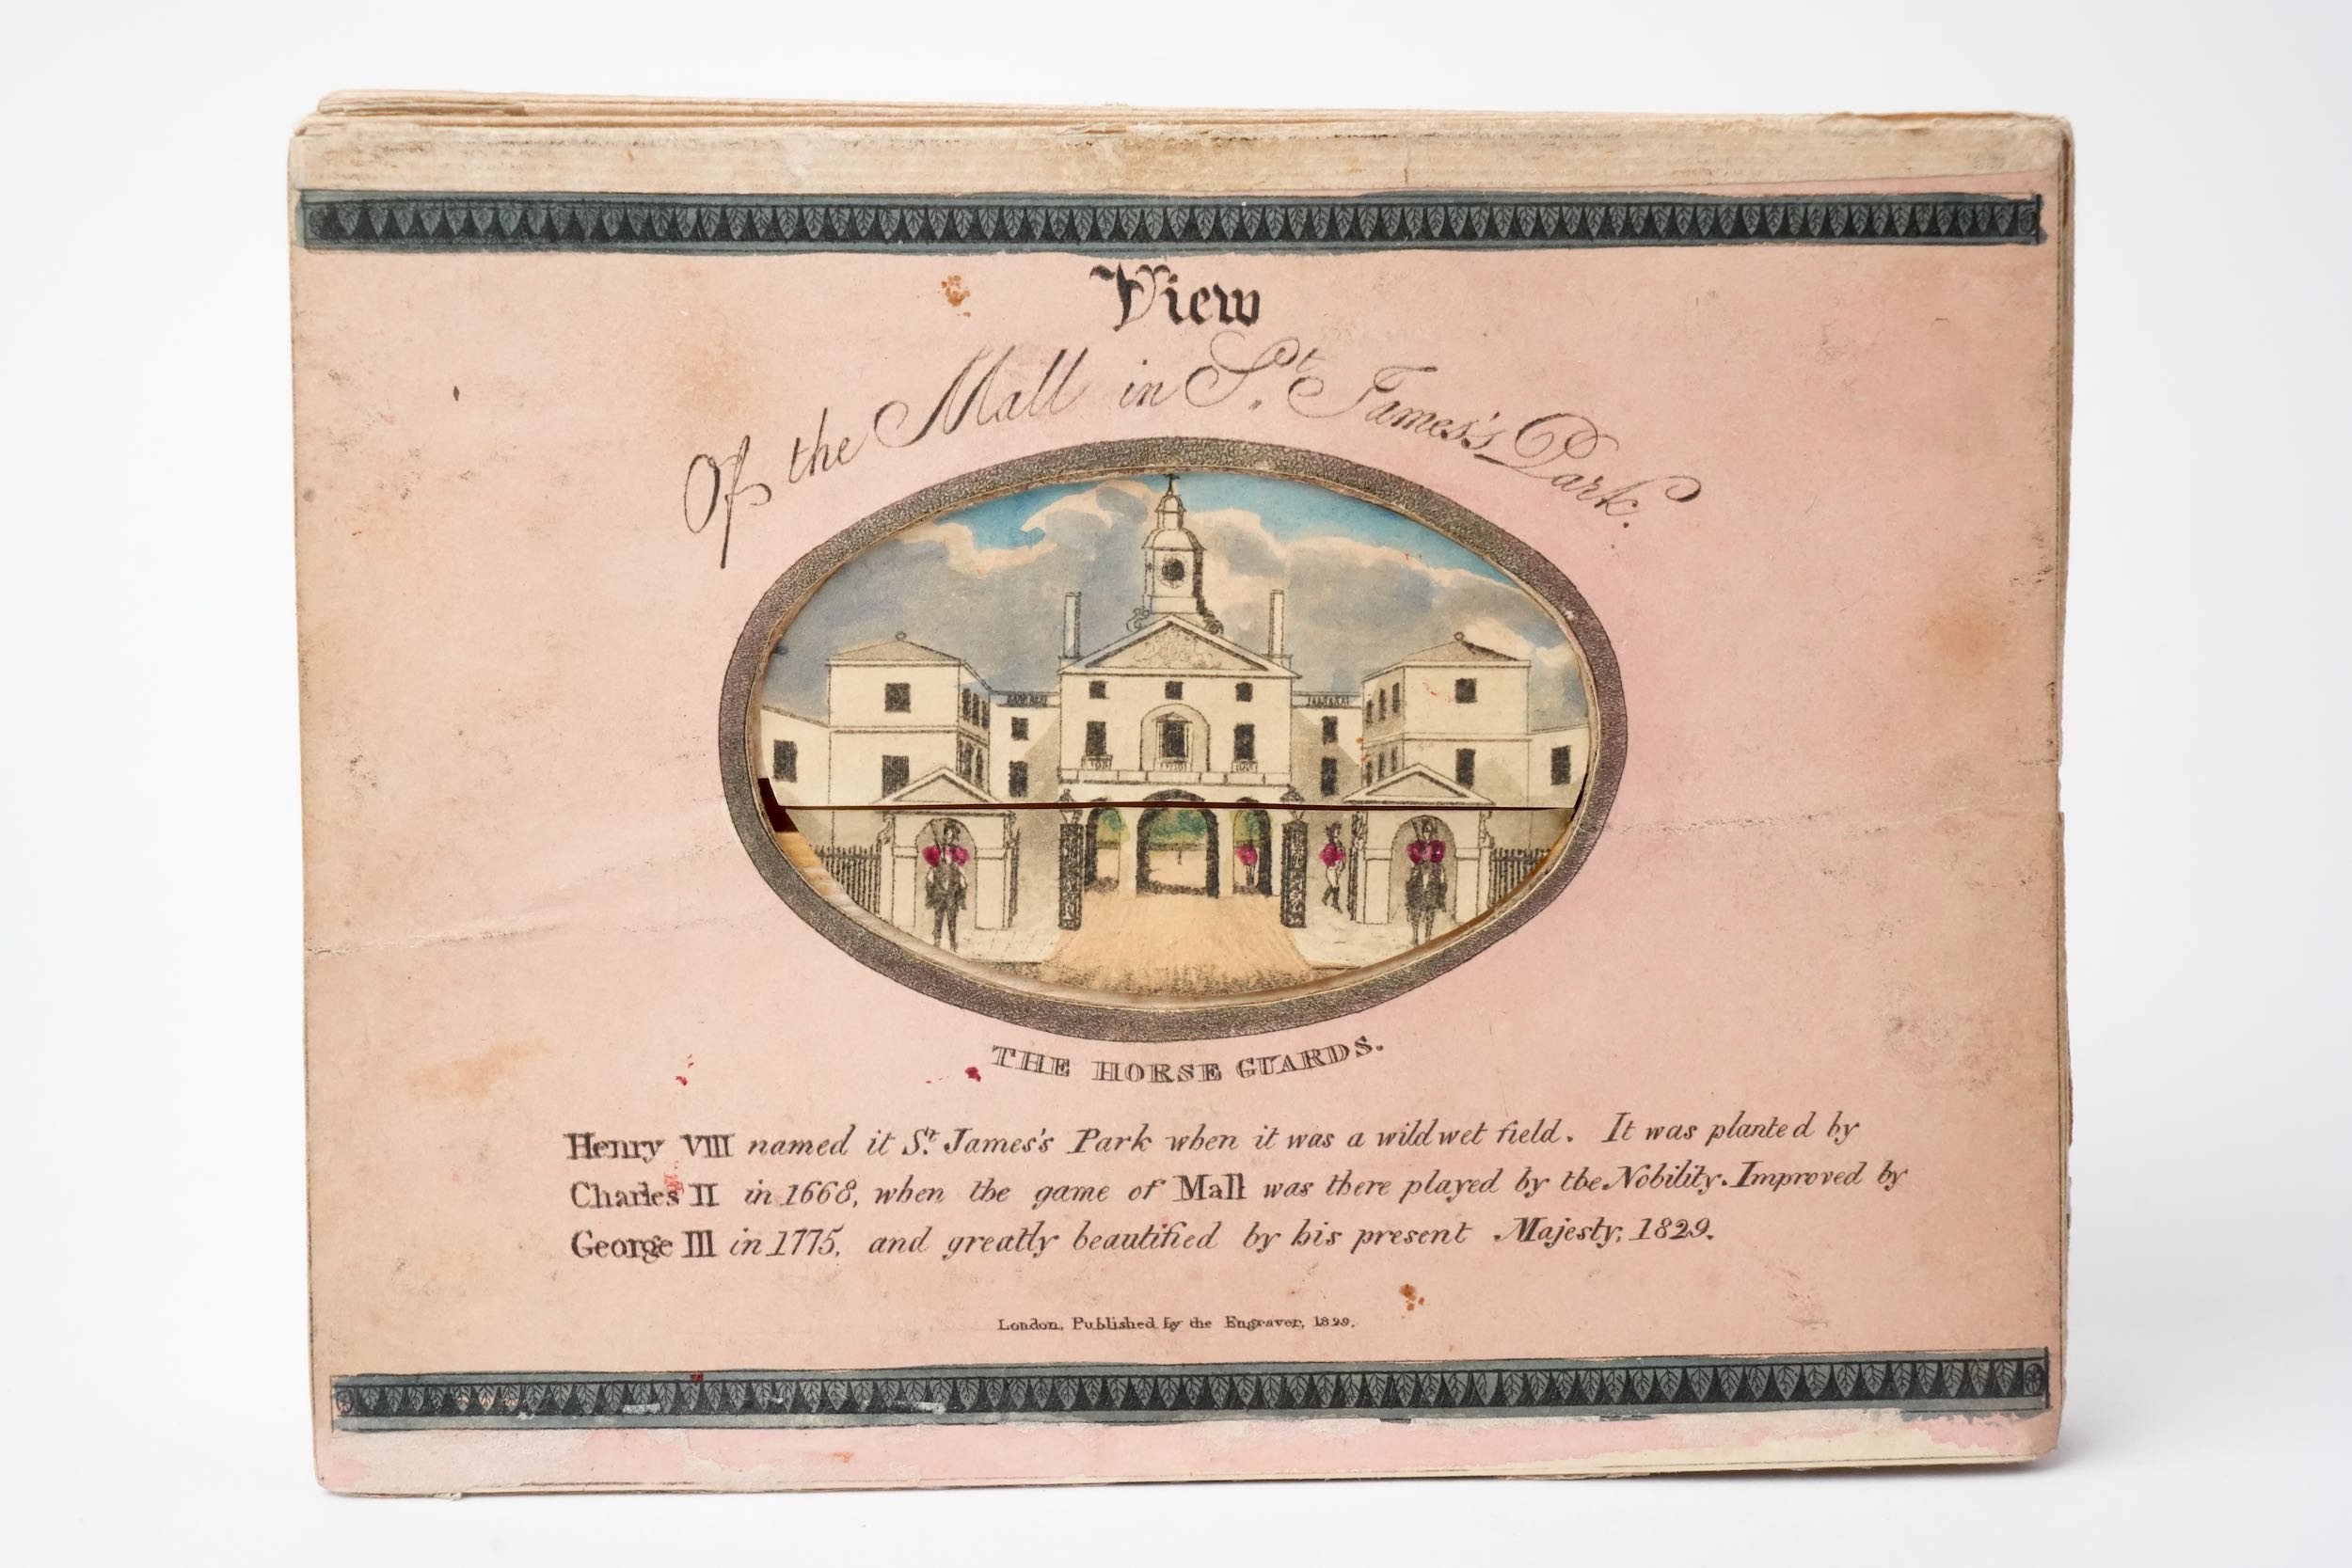 View
Of the Mall in St. James's Park.
THE HORSE GUARDS.
Henry VIII named it St. James's Park when it was a wild wet field. It was planted by
Charles II in 1668, when the game of Mall was there played by the Nobility. Improved by
George III in 1775, and greatly beautified by his present Majesty, 1829.
London, Published by the Engraver, 1829.